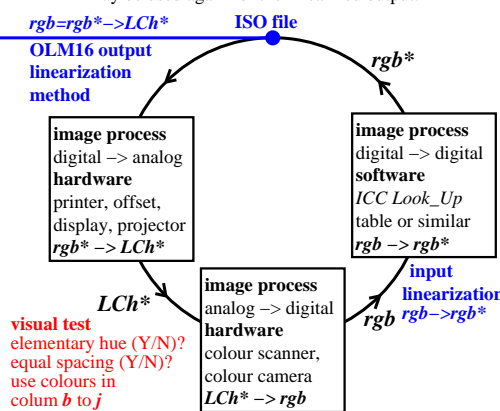 rgb=rgb*–>LCh*
ISO file
OLM16 output
linearization
method
rgb*
image process
digital –> analog
hardware
printer, offset,
display, projector
rgb* –> LCh*
image process
digital –> digital
software
ICC Look_Up
table or similar
rgb –> rgb*
LCh*
image process
analog –> digital
hardware
colour scanner,
colour camera
LCh* –> rgb
rgb
input
linearization
rgb–>rgb*
visual test
elementary hue (Y/N)?
equal spacing (Y/N)?
use colours in
colum b to j